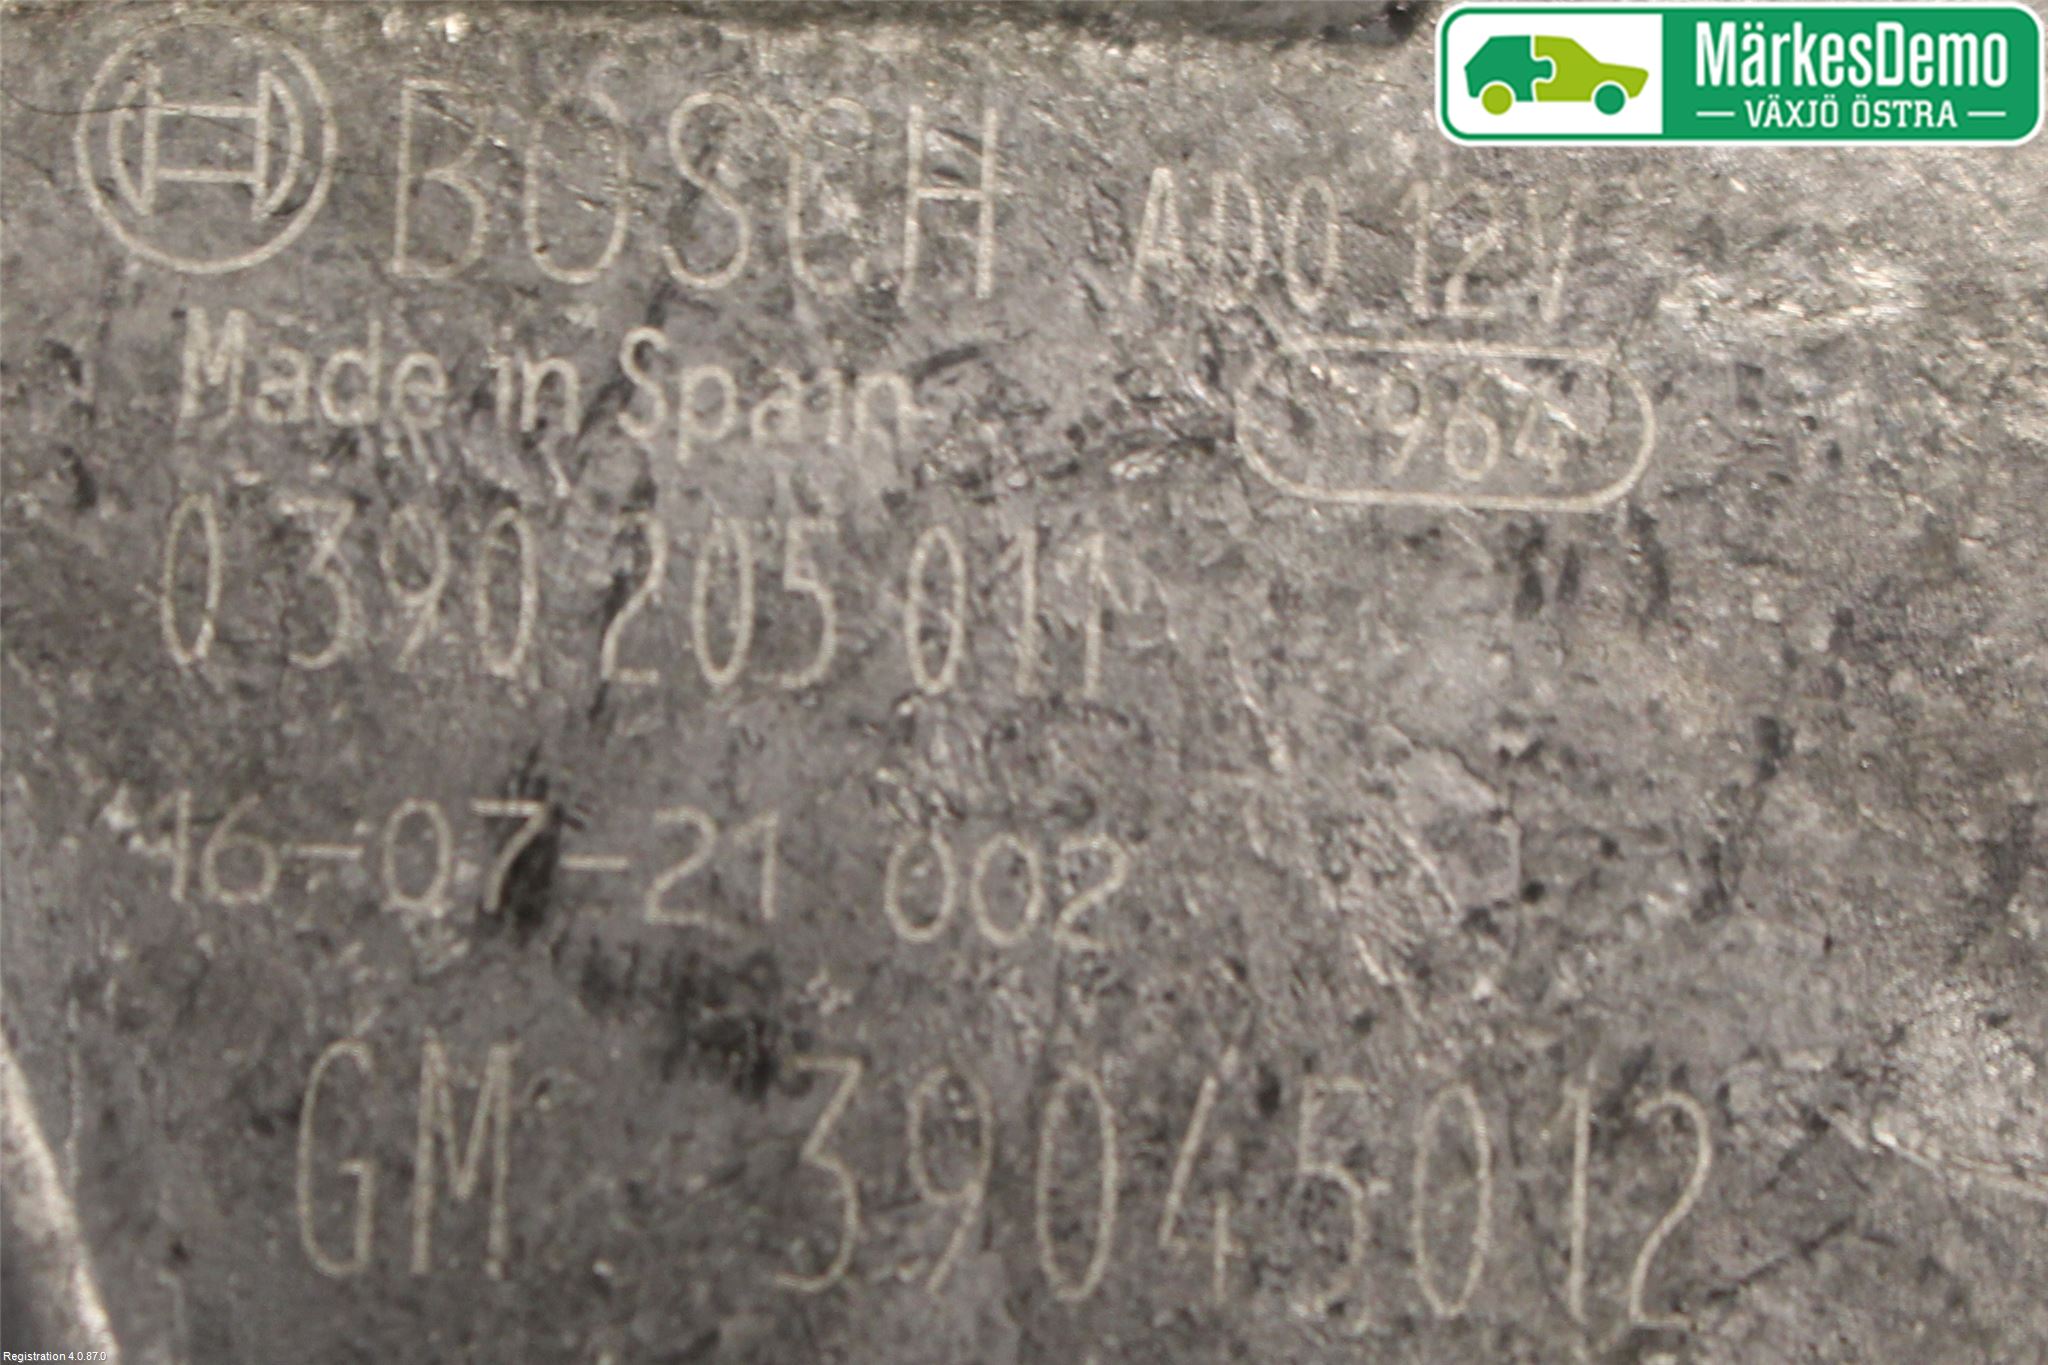 BOSCH ADO 12V
Made in Spain
964
0 390 205 011
16-07-21 002
GM 39045012
MärkesDemo
VÄXJÖ ÖSTRA
Registration 4.0.87.0